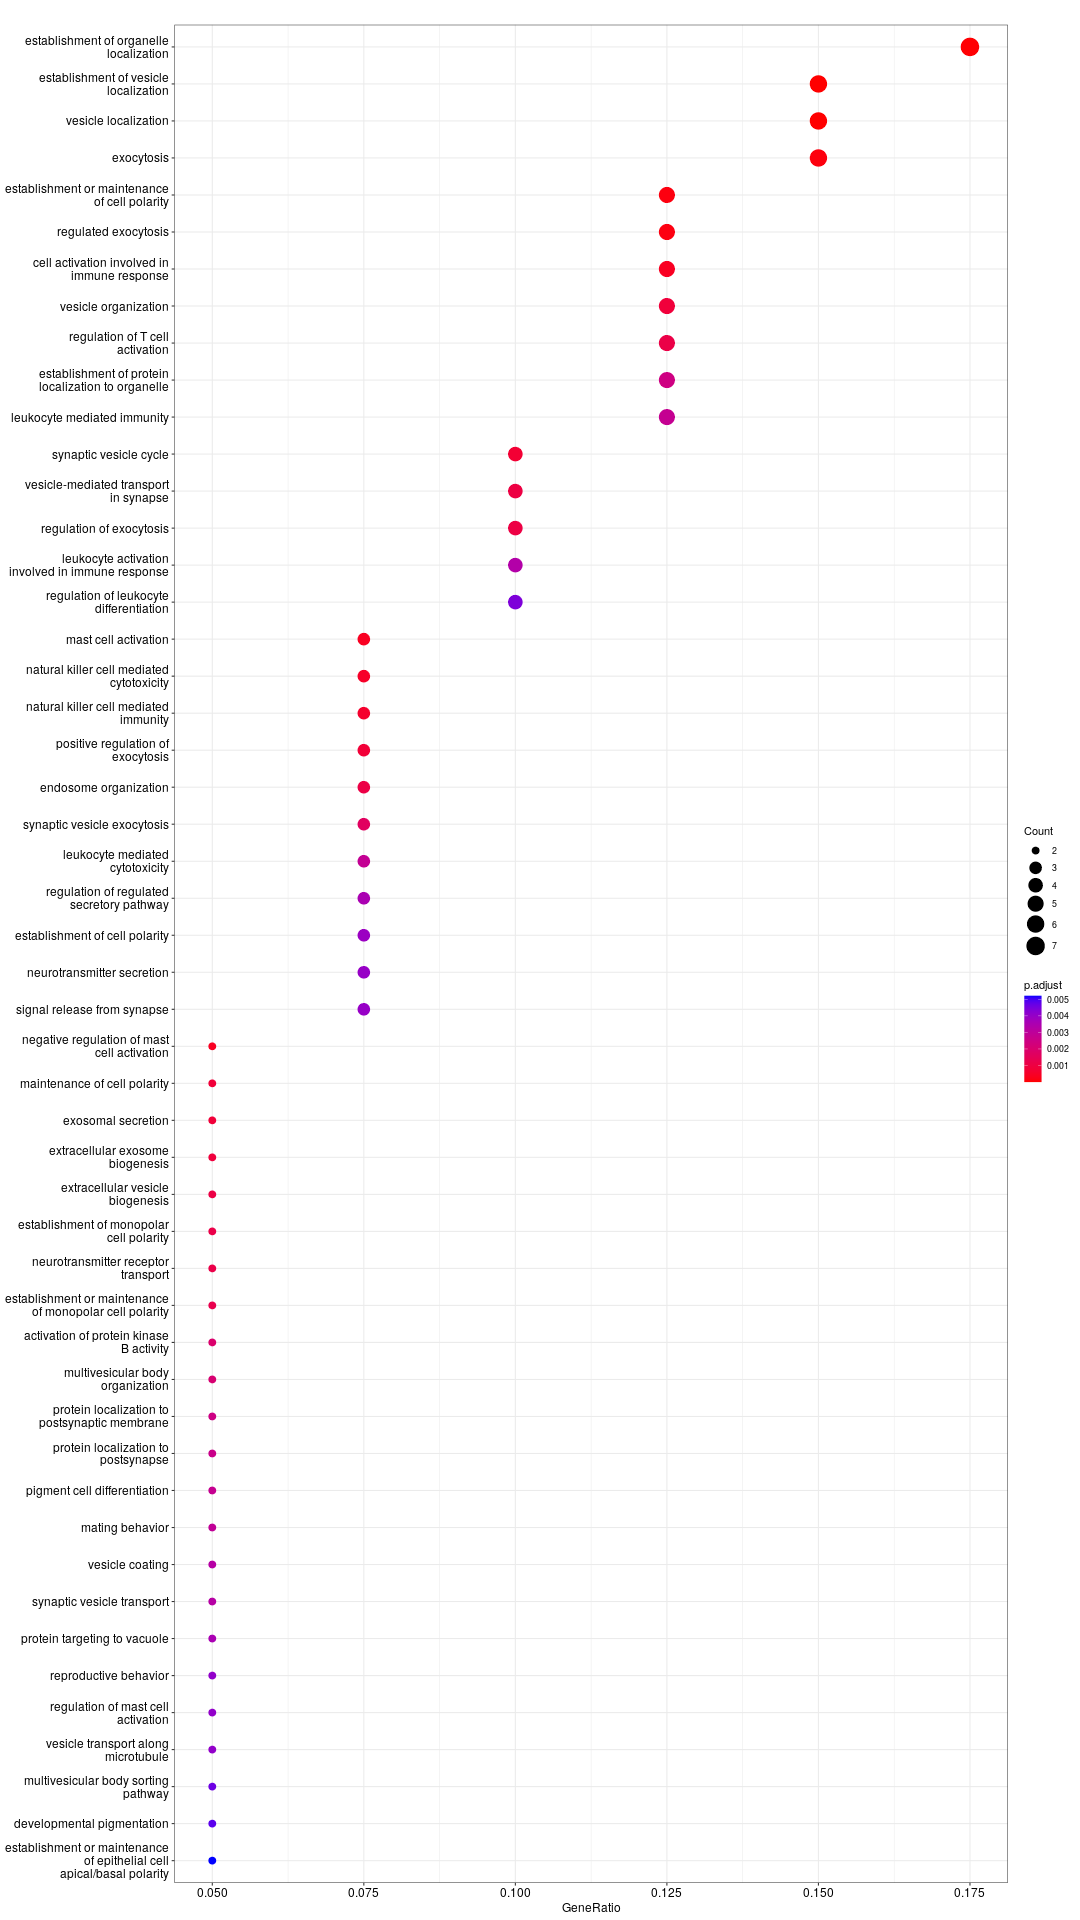 establishment of organelle
localization
establishment of vesicle
localization
vesicle localization
exocytosis
establishment or maintenance
of cell polarity
regulated exocytosis
cell activation involved in
immune response
vesicle organization
regulation of T cell
activation
establishment of protein
localization to organelle
leukocyte mediated immunity
synaptic vesicle cycle
vesicle-mediated transport
in synapse
regulation of exocytosis
leukocyte activation
involved in immune response
regulation of leukocyte
differentiation
mast cell activation
natural killer cell mediated
cytotoxicity
natural killer cell mediated
immunity
positive regulation of
exocytosis
endosome organization
synaptic vesicle exocytosis
leukocyte mediated
cytotoxicity
regulation of regulated
secretory pathway
establishment of cell polarity
neurotransmitter secretion
signal release from synapse
negative regulation of mast
cell activation
maintenance of cell polarity
exosomal secretion
extracellular exosome
biogenesis
extracellular vesicle
biogenesis
establishment of monopolar
cell polarity
neurotransmitter receptor
transport
establishment or maintenance
of monopolar cell polarity
activation of protein kinase
B activity
multivesicular body
organization
protein localization to
postsynaptic membrane
protein localization to
postsynapse
pigment cell differentiation
mating behavior
vesicle coating
synaptic vesicle transport
protein targeting to vacuole
reproductive behavior
regulation of mast cell
activation
vesicle transport along
microtubule
multivesicular body sorting
pathway
developmental pigmentation
establishment or maintenance
of epithelial cell
apical/basal polarity
0.050 0.075 0.100 0.125 0.150 0.175
GeneRatio
Count
2
3
4
5
6
7
p.adjust
0.005
0.004
0.003
0.002
0.001